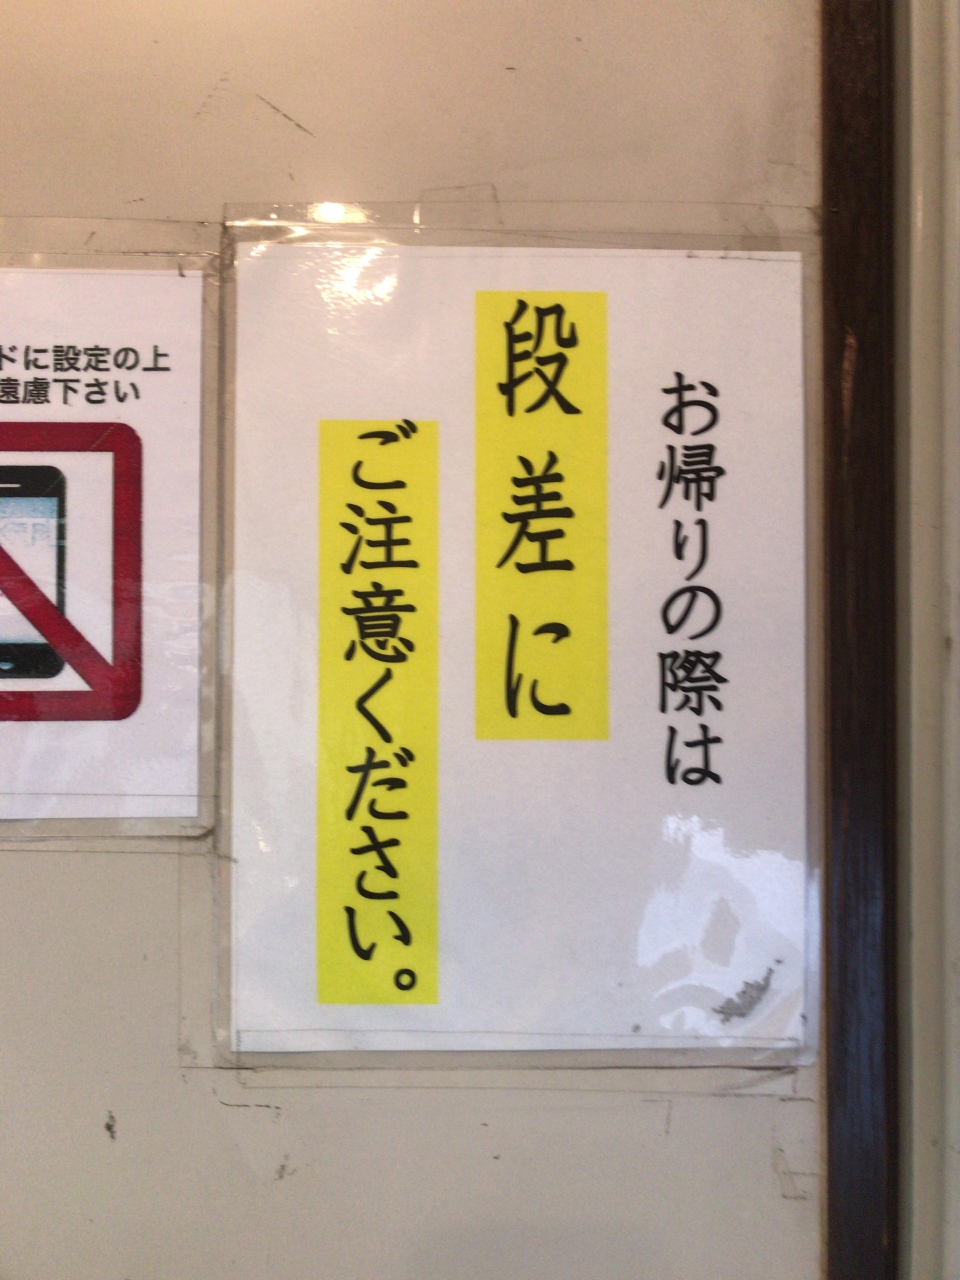 お帰りの際は
段差に
ご注意ください。
ドに設定の上
遠慮下さい